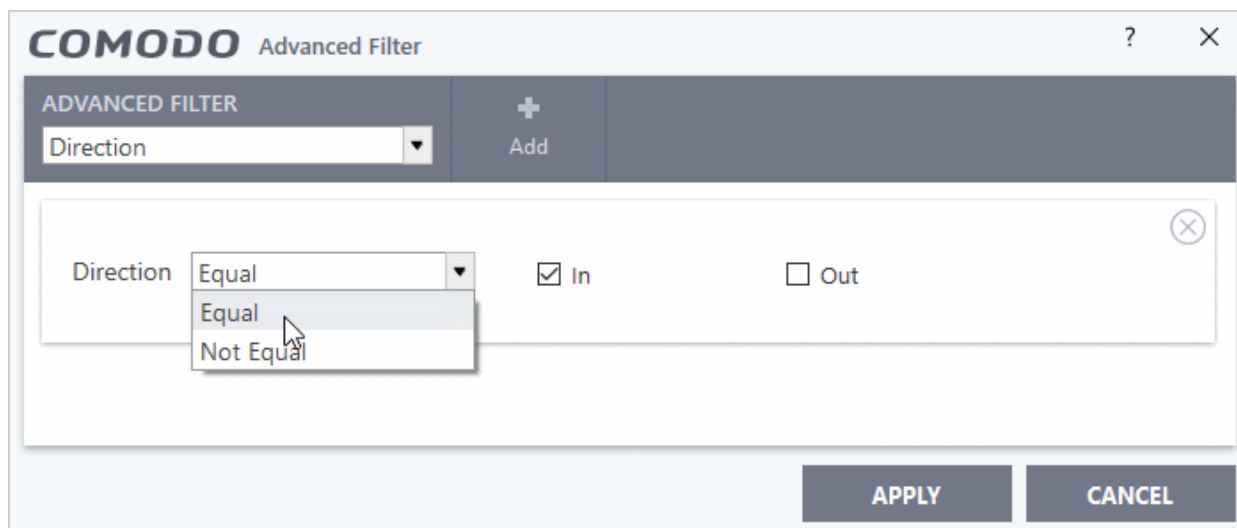 COMODO Advanced Filter ?
ADVANCED FILTER
Direction
Add
Direction Equal In Out
Equal
Not Equal
APPLY CANCEL